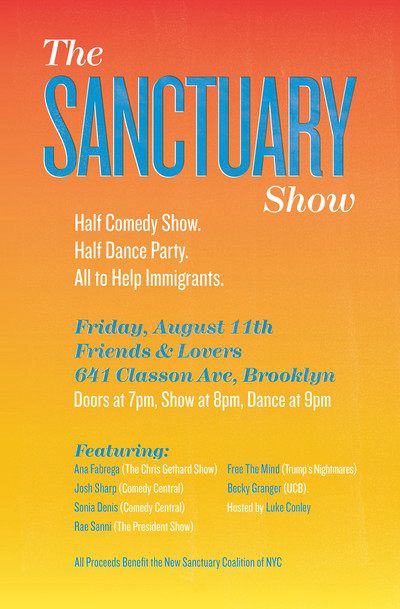 The
SANCTUARY
Show
Half Comedy Show.
Half Dance Party.
All to Help Immigrants.
Friday, August 11th
Friends & Lovers
641 Classon Ave, Brooklyn
Doors at 7pm, Show at 8pm, Dance at 9pm
Featuring:
Ana Fabrega (The Chris Gethard Show)
Josh Sharp (Comedy Central)
Sonia Denis (Comedy Central)
Rae Sanni (The President Show)
Free The Mind (Trump's Nightmares)
Becky Granger (UCB).
Hosted by Luke Conley
All Proceeds Benefit the New Sanctuary Coalition of NYC